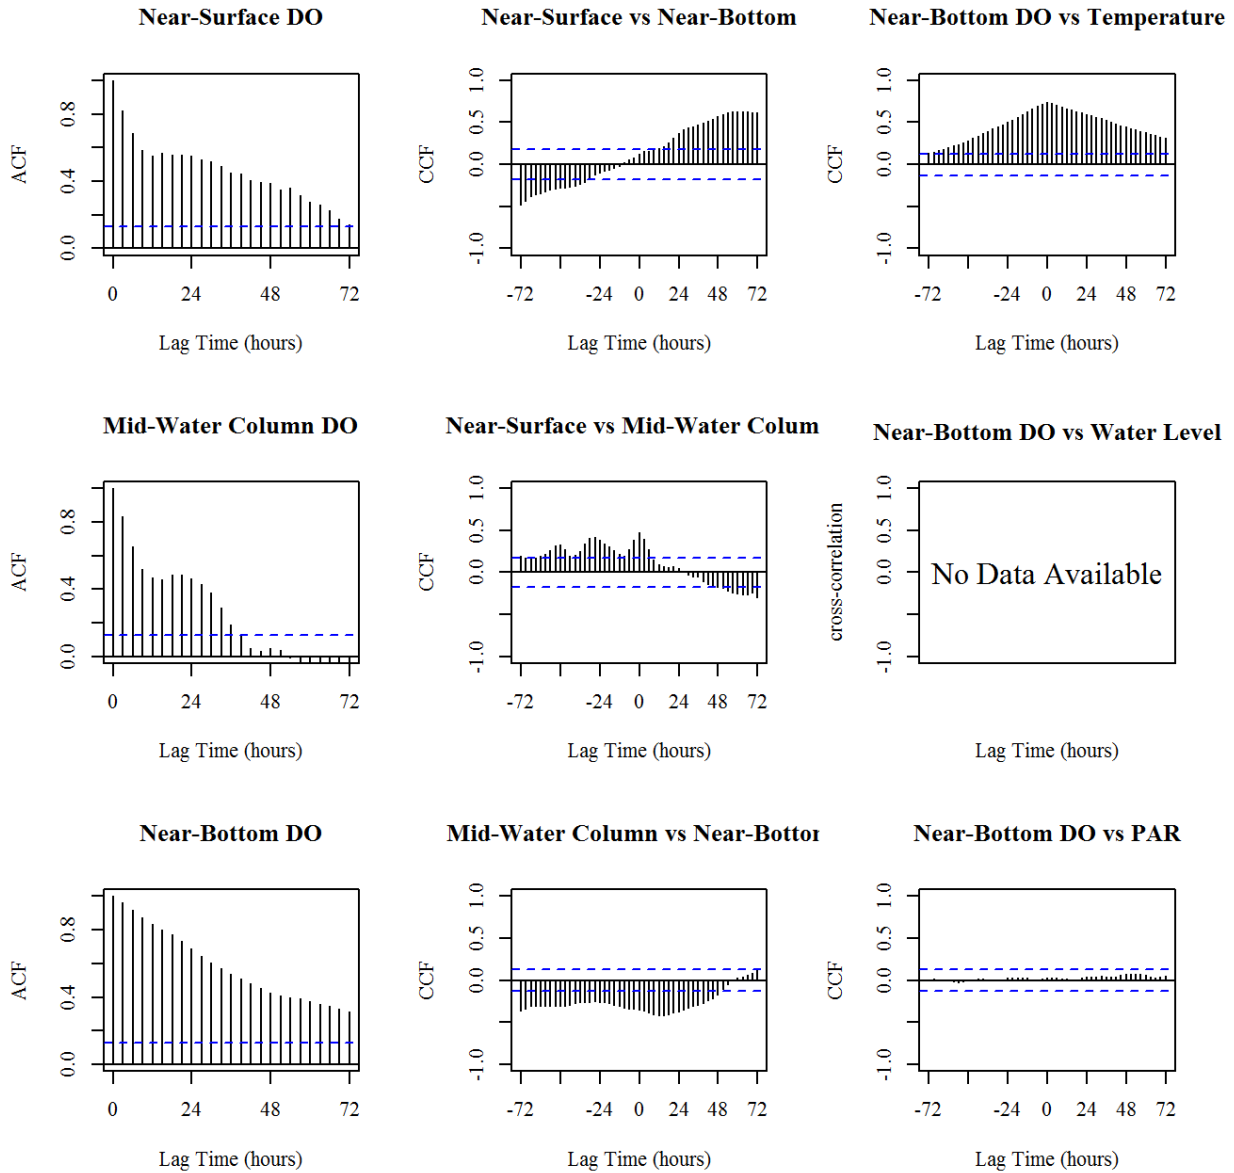 Near-Surface DO
ACF
0.0 0.4 0.8
0 24 48 72
Lag Time (hours)
Near-Surface vs Near-Bottom
CCF
-1.0 0.0 0.5 1.0
-72 -24 0 24 48 72
Lag Time (hours)
Near-Bottom DO vs Temperature
CCF
-1.0 0.0 0.5 1.0
-72 -24 0 24 48 72
Lag Time (hours)
Mid-Water Column DO
ACF
0.0 0.4 0.8
0 24 48 72
Lag Time (hours)
Near-Surface vs Mid-Water Colum
CCF
-1.0 0.0 0.5 1.0
-72 -24 0 24 48 72
Lag Time (hours)
Near-Bottom DO vs Water Level
cross-correlation
-1.0 0.0 0.5 1.0
No Data Available
Lag Time (hours)
Near-Bottom DO
ACF
0.0 0.4 0.8
0 24 48 72
Lag Time (hours)
Mid-Water Column vs Near-Bottor
CCF
-1.0 0.0 0.5 1.0
-72 -24 0 24 48 72
Lag Time (hours)
Near-Bottom DO vs PAR
CCF
-1.0 0.0 0.5 1.0
-72 -24 0 24 48 72
Lag Time (hours)